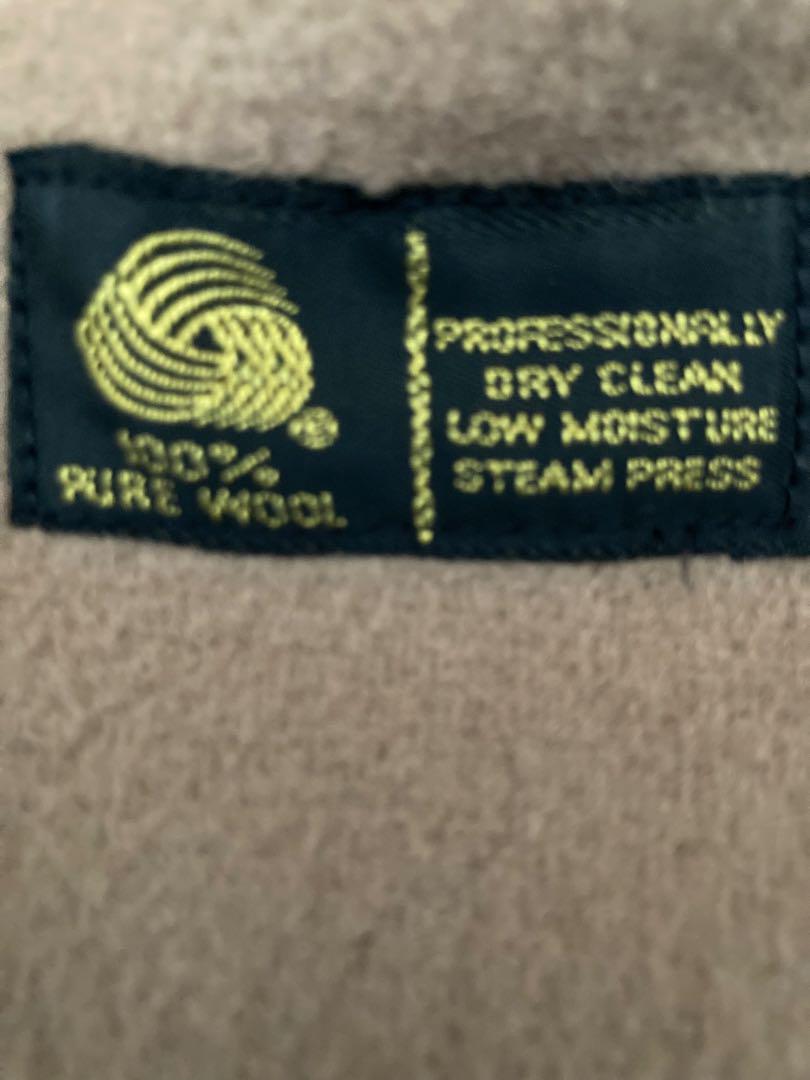 ®
100%
PURE WOOL
PROFESSIONALLY
DRY CLEAN
LOW MOISTURE
STEAM PRESS